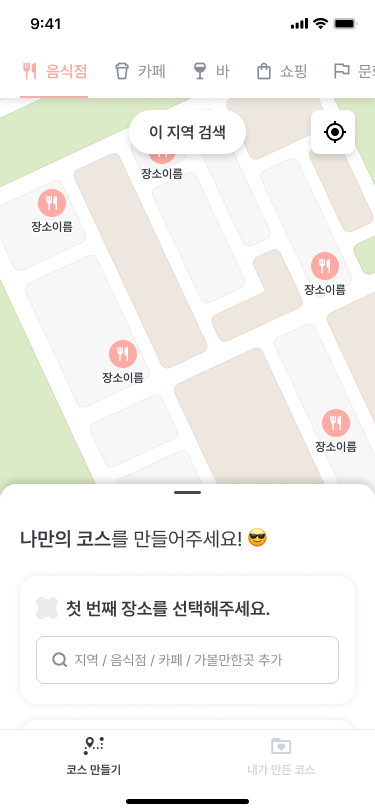 9:41
음식점 카페 바 쇼핑
이 지역 검색
장소이름
장소이름
장소이름
장소이름
장소이름
나만의 코스를 만들어주세요! 😎
첫 번째 장소를 선택해주세요.
지역 / 음식점 / 카페 / 가볼만한곳 추가
코스 만들기 내가 만든 코스